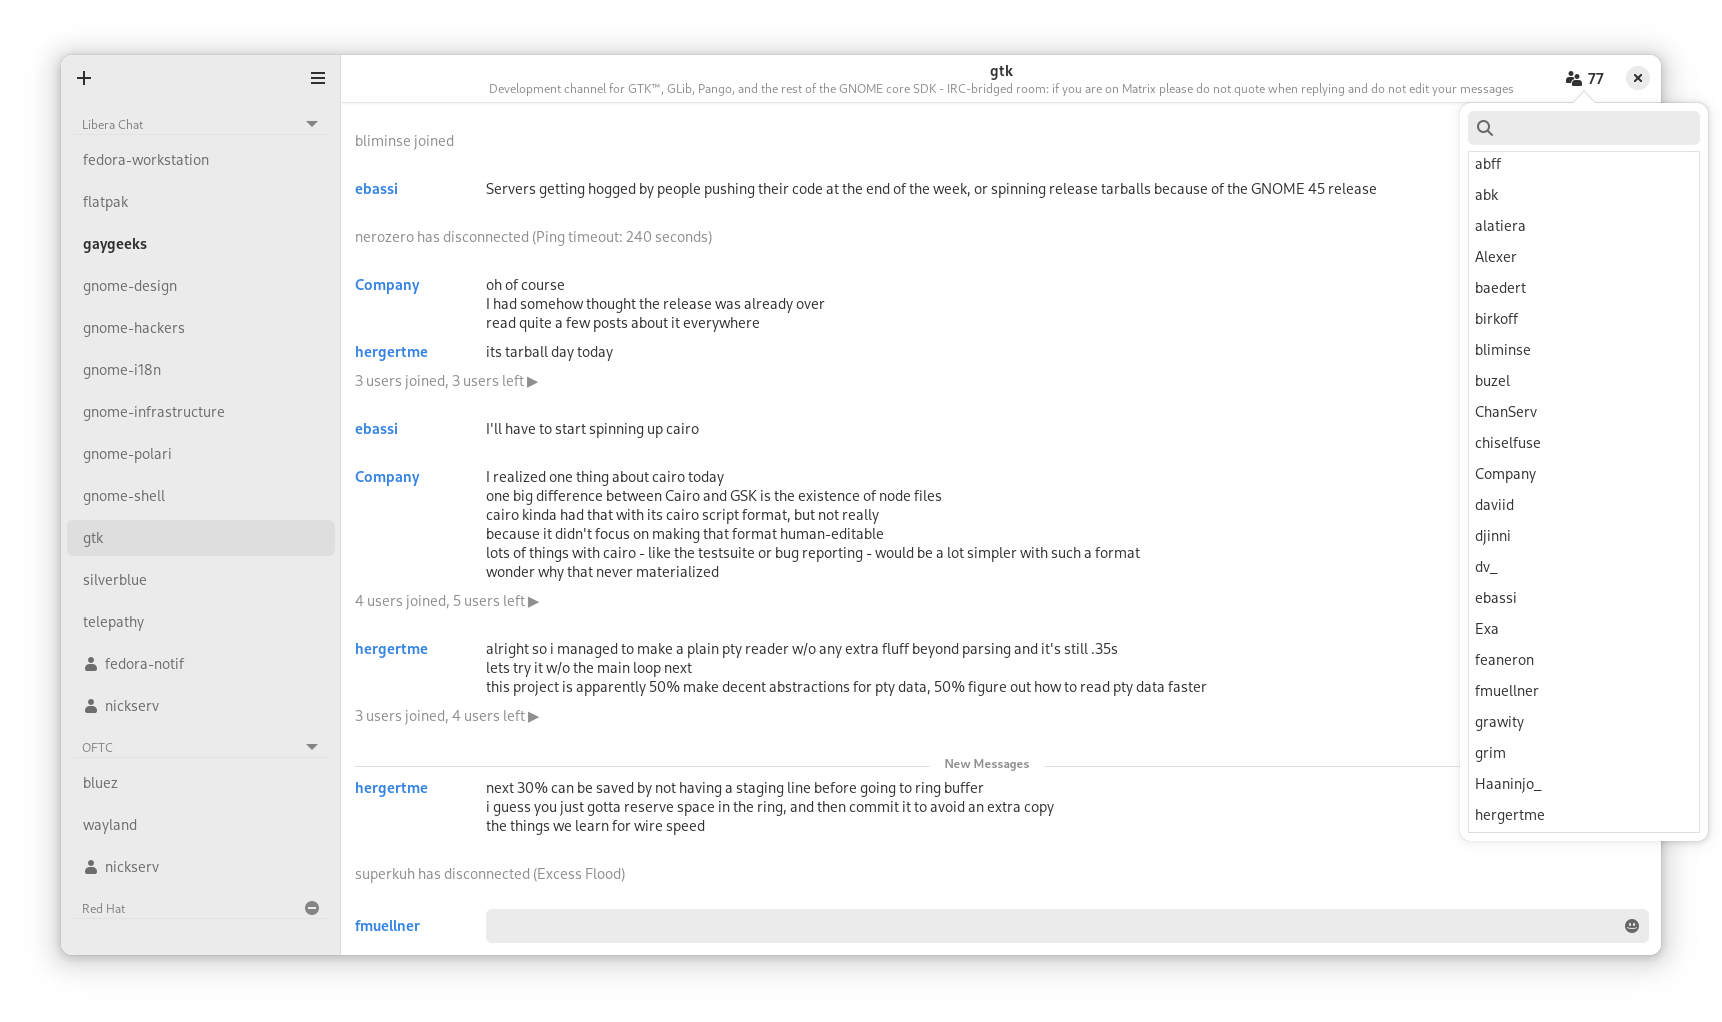 gtk
Development channel for GTK™, GLib, Pango, and the rest of the GNOME core SDK - IRC-bridged room: if you are on Matrix please do not quote when replying and do not edit your messages
77
Libera Chat
fedora-workstation
flatpak
gaygeeks
gnome-design
gnome-hackers
gnome-i18n
gnome-infrastructure
gnome-polari
gnome-shell
gtk
silverblue
telepathy
fedora-notif
nickserv
OFTC
bluez
wayland
nickserv
Red Hat
bliminse joined
ebassi Servers getting hogged by people pushing their code at the end of the week, or spinning release tarballs because of the GNOME 45 release
nerozero has disconnected (Ping timeout: 240 seconds)
Company oh of course
I had somehow thought the release was already over
read quite a few posts about it everywhere
hergertme its tarball day today
3 users joined, 3 users left ▶
ebassi I'll have to start spinning up cairo
Company I realized one thing about cairo today
one big difference between Cairo and GSK is the existence of node files
cairo kinda had that with its cairo script format, but not really
because it didn't focus on making that format human-editable
lots of things with cairo - like the testsuite or bug reporting - would be a lot simpler with such a format
wonder why that never materialized
4 users joined, 5 users left ▶
hergertme alright so i managed to make a plain pty reader w/o any extra fluff beyond parsing and it's still .35s
lets try it w/o the main loop next
this project is apparently 50% make decent abstractions for pty data, 50% figure out how to read pty data faster
3 users joined, 4 users left ▶
New Messages
hergertme next 30% can be saved by not having a staging line before going to ring buffer
i guess you just gotta reserve space in the ring, and then commit it to avoid an extra copy
the things we learn for wire speed
superkuh has disconnected (Excess Flood)
fmuellner
abff
abk
alatiera
Alexer
baedert
birkoff
bliminse
buzel
ChanServ
chiselfuse
Company
daviid
djinni
dv_
ebassi
Exa
feaneron
fmuellner
grawity
grim
Haaninjo_
hergertme